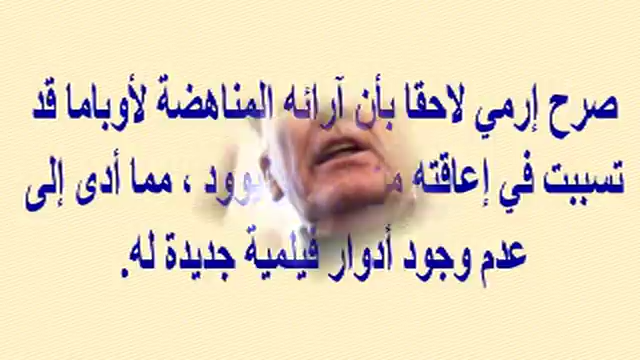 صرح إرمي لاحقا بأن آرائه المناهضة لأوباما قد
تسببت في إعاقته ، مما أدى إلى
عدم وجود أدوار فيلمية جديدة له.